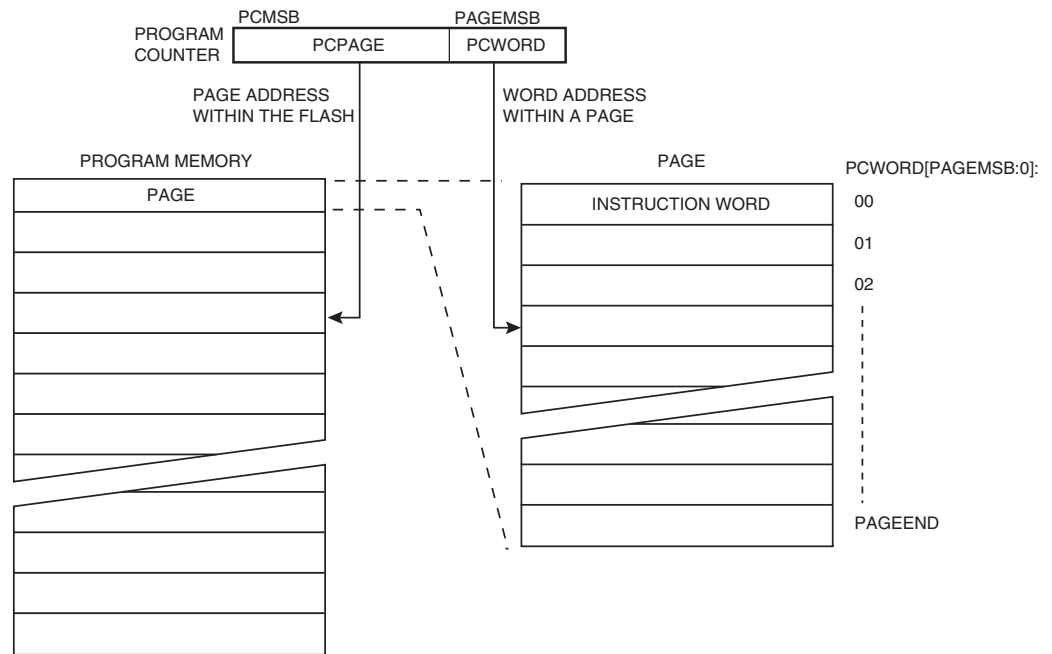 PCMSB PAGEMSB
PROGRAM
COUNTER
PCPAGE PCWORD
PAGE ADDRESS
WITHIN THE FLASH
WORD ADDRESS
WITHIN A PAGE
PROGRAM MEMORY
PAGE
PAGE
PCWORD[PAGEMSB:0]:
INSTRUCTION WORD
00
01
02
PAGEEND